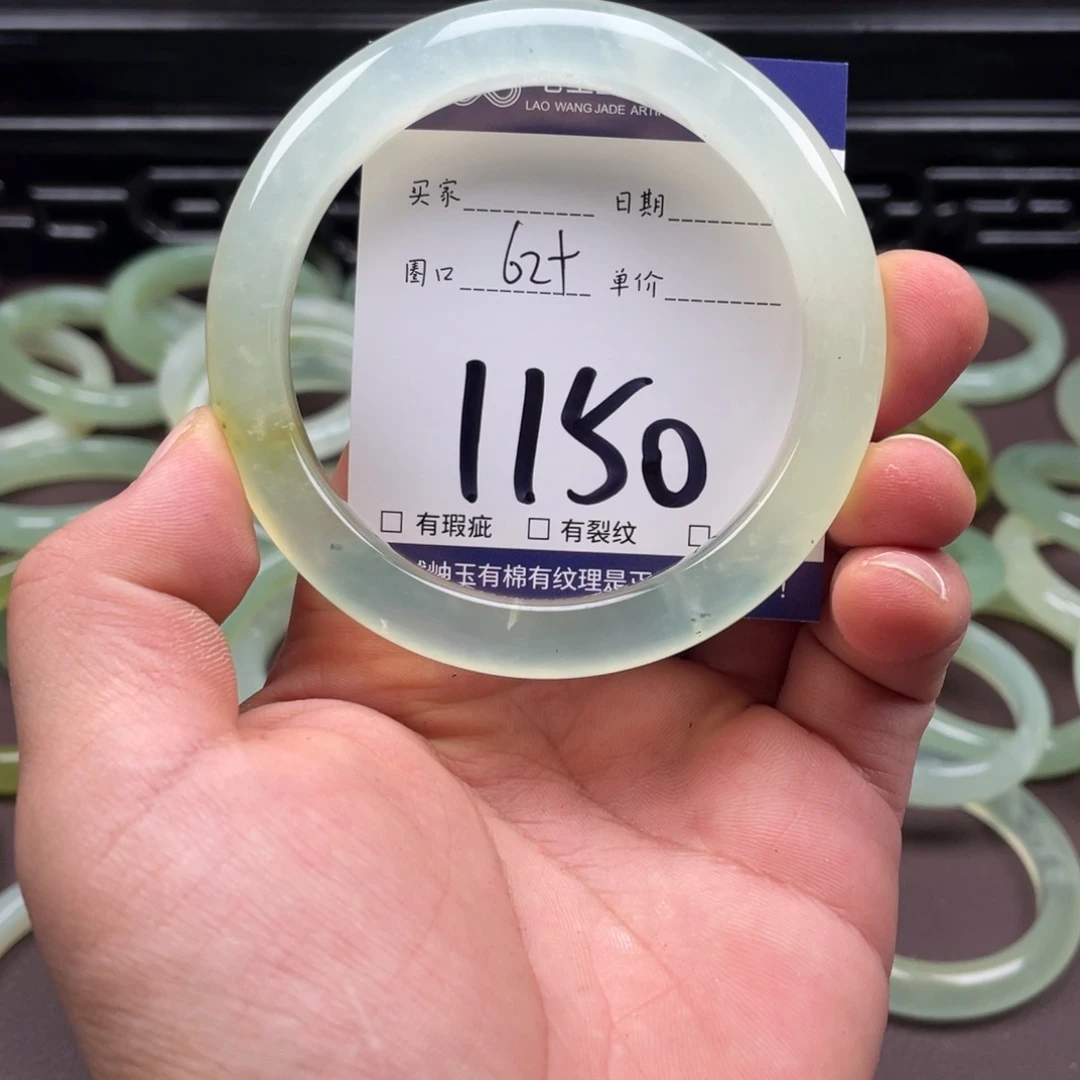 LAO WANG JADE
买家 日期
圈口 62+ 单价
1150
□ 有瑕疵 □ 有裂纹 □
岫玉有棉有纹理是正 !